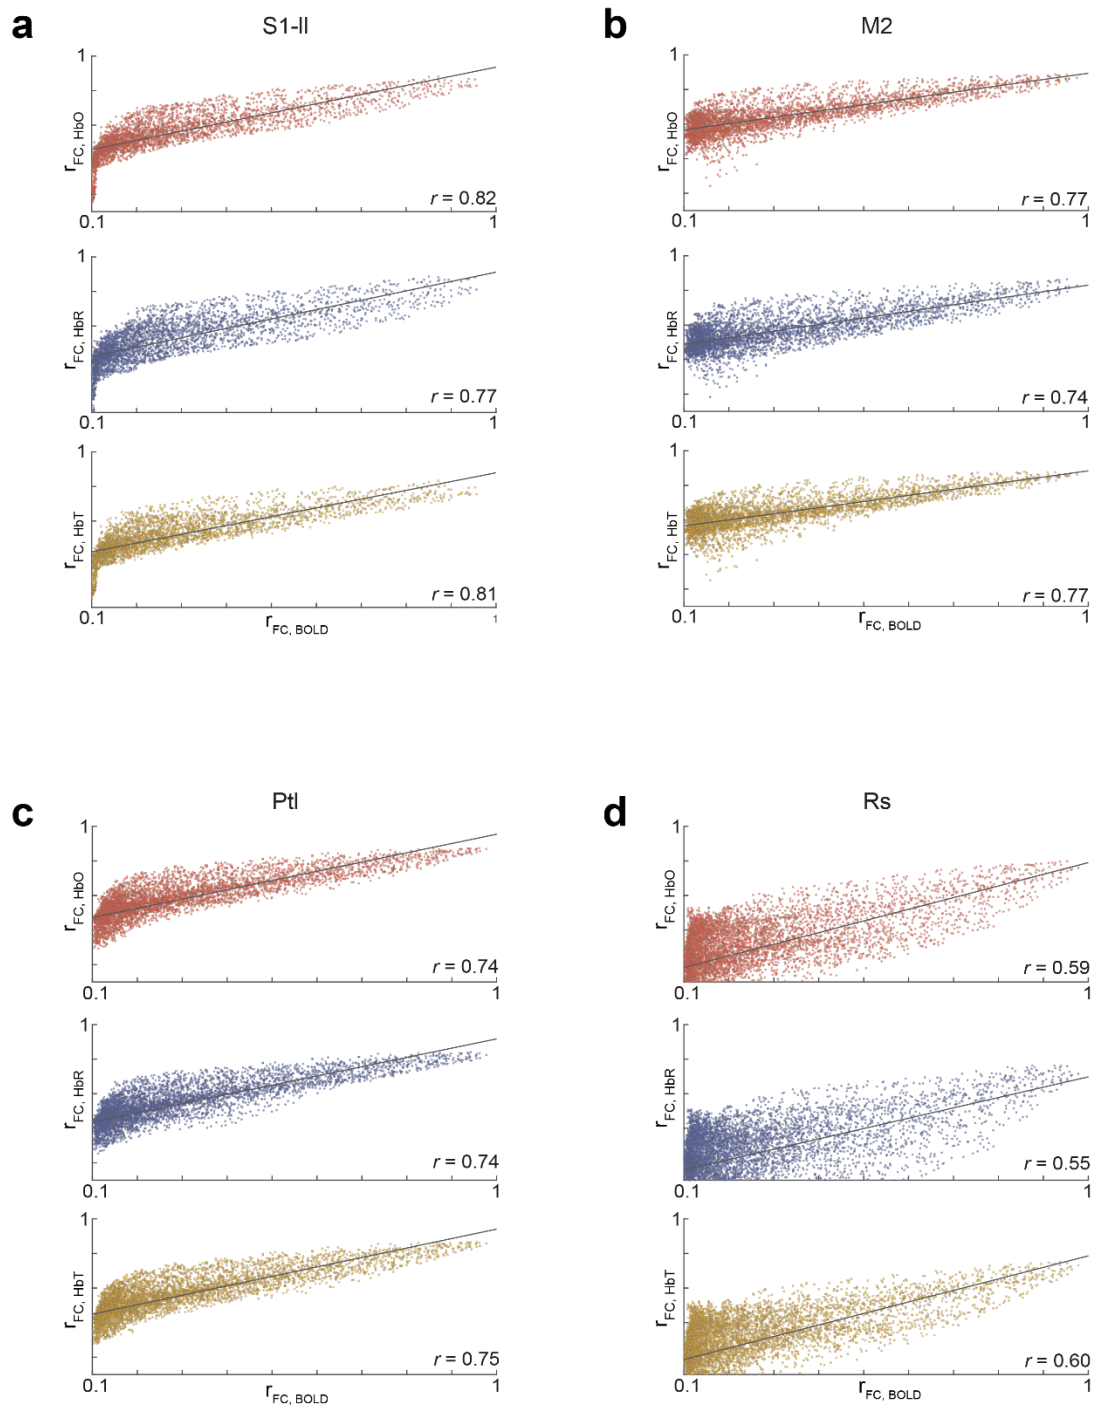 a
S1-ll
1
rFC, HbO
r = 0.82
0.1
1
1
rFC, HbR
r = 0.77
0.1
1
1
rFC, HbT
r = 0.81
0.1
1
rFC, BOLD
b
M2
1
rFC, HbO
r = 0.77
0.1
1
1
rFC, HbR
r = 0.74
0.1
1
1
rFC, HbT
r = 0.77
0.1
1
rFC, BOLD
c
Ptl
1
rFC, HbO
r = 0.74
0.1
1
1
rFC, HbR
r = 0.74
0.1
1
1
rFC, HbT
r = 0.75
0.1
1
rFC, BOLD
d
Rs
1
rFC, HbO
r = 0.59
0.1
1
1
rFC, HbR
r = 0.55
0.1
1
1
rFC, HbT
r = 0.60
0.1
1
rFC, BOLD